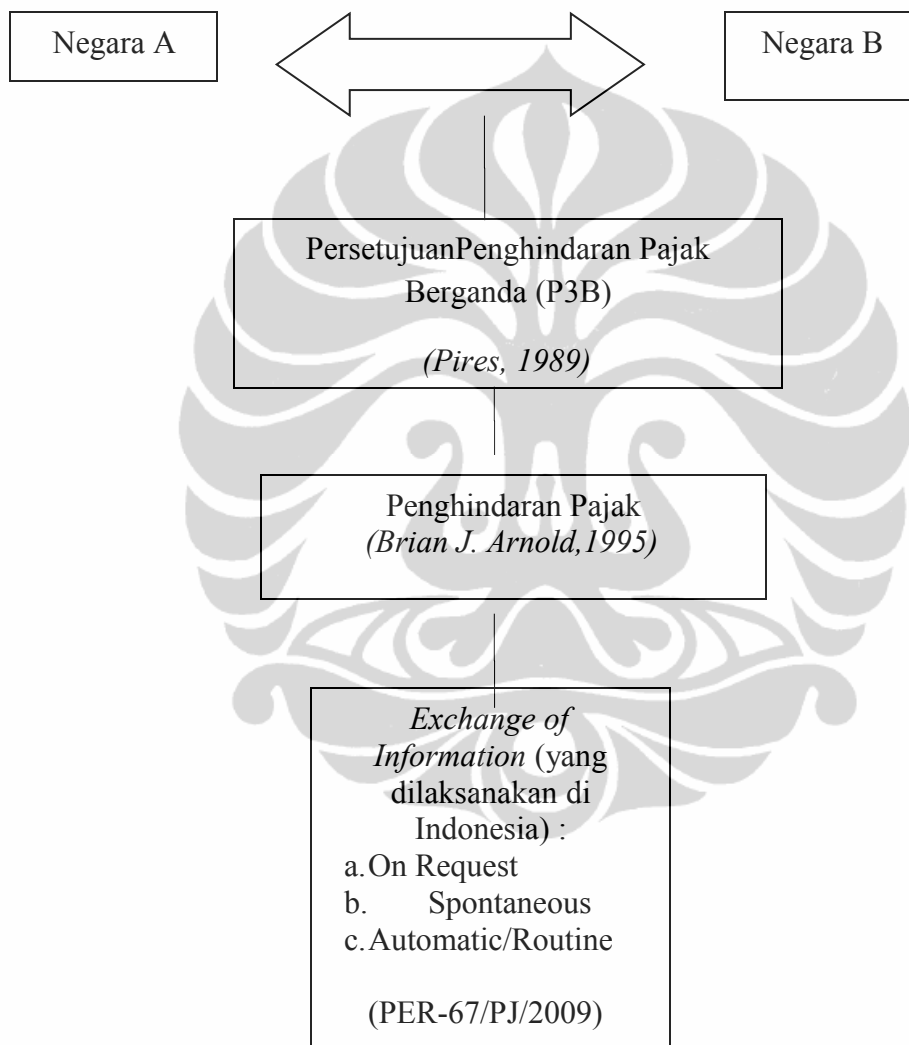 Negara A
Negara B
PersetujuanPenghindaran Pajak
Berganda (P3B)
(Pires, 1989)
Penghindaran Pajak
(Brian J. Arnold,1995)
Exchange of
Information (yang
dilaksanakan di
Indonesia) :
a.On Request
b. Spontaneous
c.Automatic/Routine
(PER-67/PJ/2009)